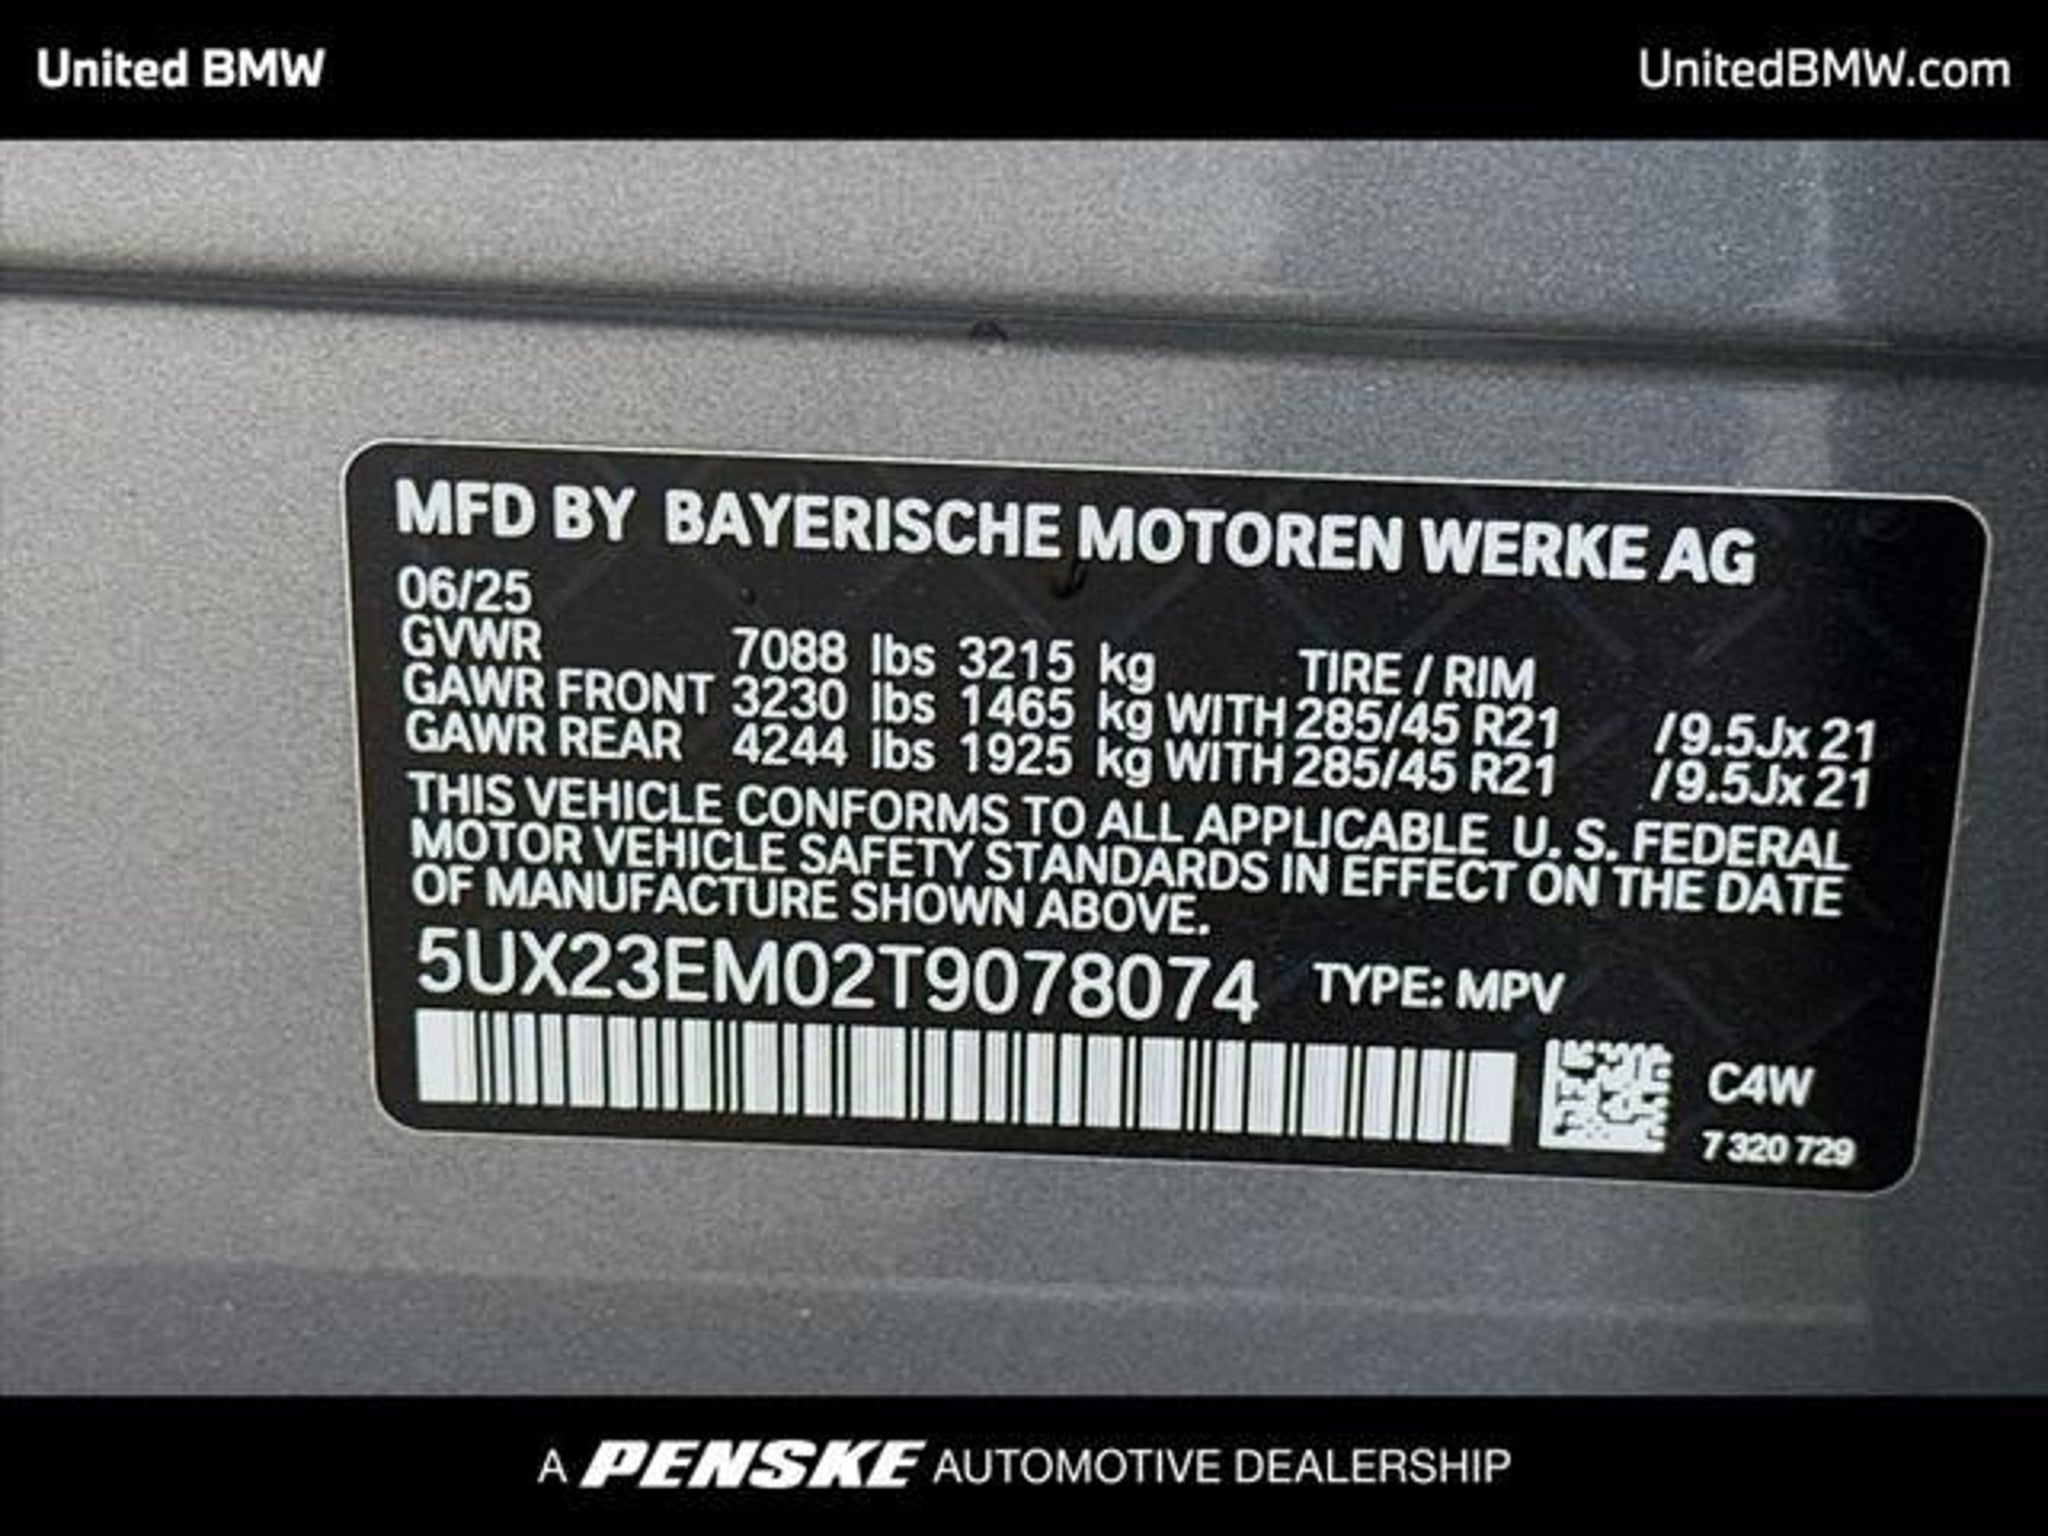 United BMW
UnitedBMW.com
MFD BY BAYERISCHE MOTOREN WERKE AG
06/25
GVWR 7088 lbs 3215 kg TIRE / RIM
GAWR FRONT 3230 lbs 1465 kg WITH 285/45 R21 /9.5Jx 21
GAWR REAR 4244 lbs 1925 kg WITH 285/45 R21 /9.5Jx 21
THIS VEHICLE CONFORMS TO ALL APPLICABLE U. S. FEDERAL
MOTOR VEHICLE SAFETY STANDARDS IN EFFECT ON THE DATE
OF MANUFACTURE SHOWN ABOVE.
5UX23EM02T9078074 TYPE: MPV
C4W
7 320 729
A PENSKE AUTOMOTIVE DEALERSHIP